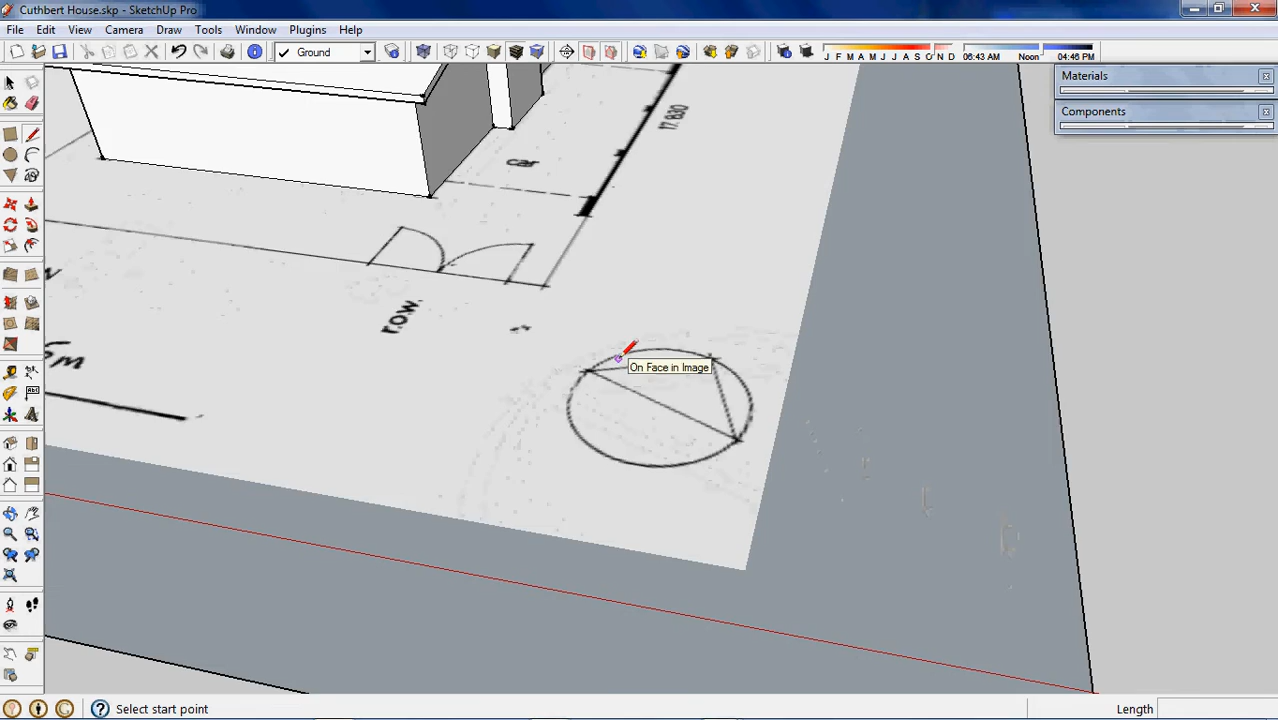 Cuthbert House.skp - SketchUp Pro
File Edit View Camera Draw Tools Window Plugins Help
Ground
J F M A M J J A S O N D 06:43 AM Noon 04:46 PM
Materials
Components
17.830
r.o.w.
On Face in Image
Select start point
Length